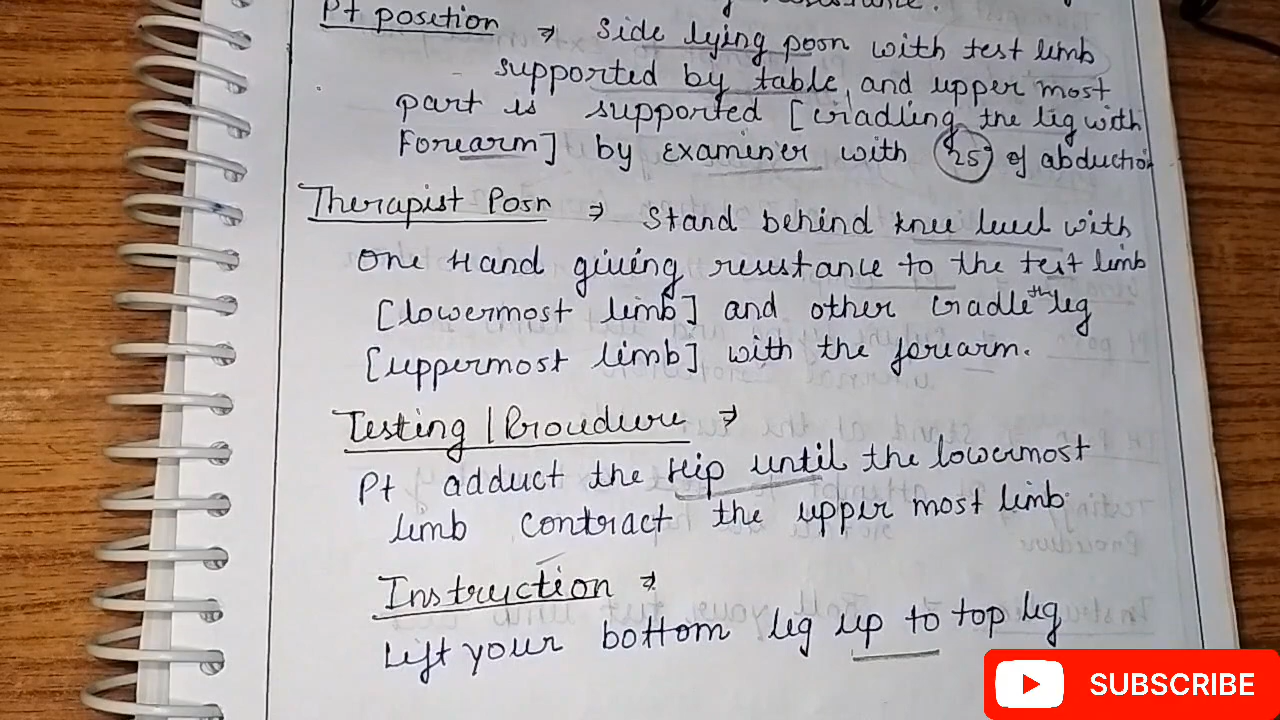 resistance.
Pt position ⇒ Side lying posn with test limb
supported by table, and upper most
part is supported [cradling the leg with
Forearm] by examiner with 25° of abduction
Therapist Posn ⇒ Stand behind knee level with
One Hand giving resistance to the test limb
[lowermost limb] and other cradle the leg
[uppermost limb] with the forearm.
Testing / Proudure ⇒
Pt adduct the Hip until the lowermost
limb contract the upper most limb.
Instruction ⇒
Lift your bottom leg up to top leg
SUBSCRIBE